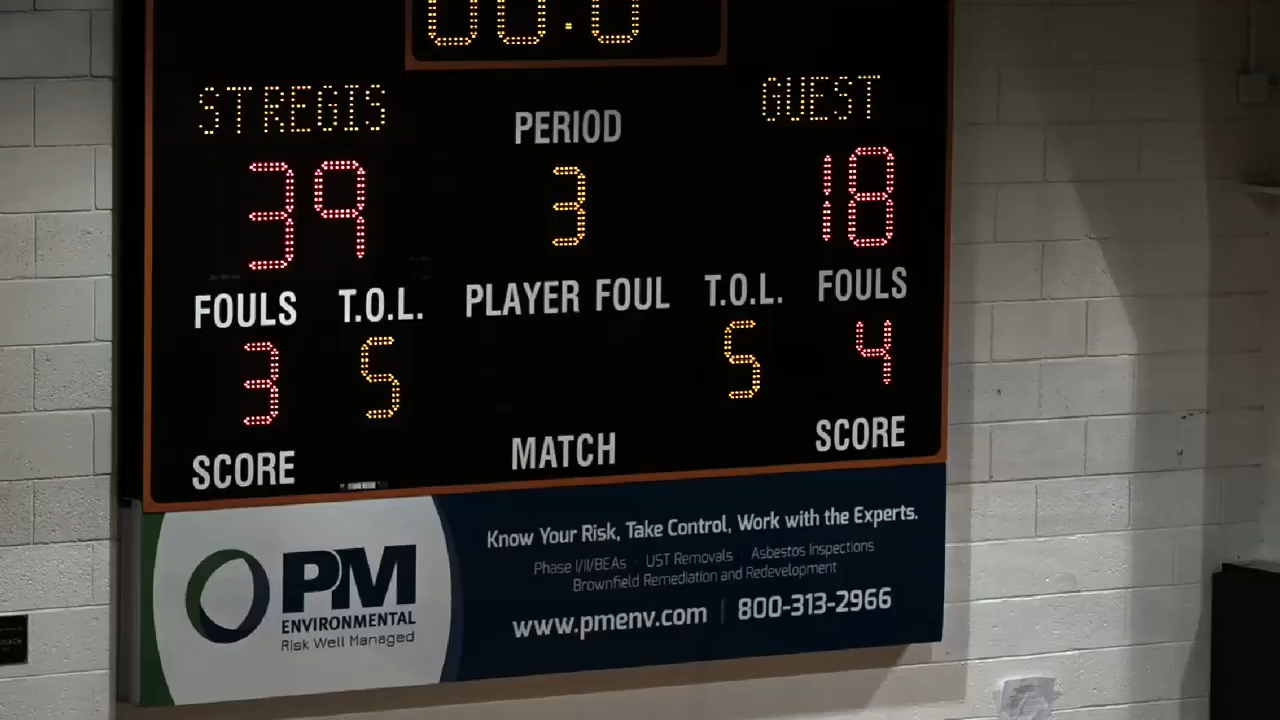 00.0
ST REGIS
GUEST
PERIOD
39
3
18
FOULS
T.O.L.
PLAYER FOUL
T.O.L.
FOULS
3
5
5
4
SCORE
MATCH
SCORE
PM
ENVIRONMENTAL
Risk Well Managed
Know Your Risk, Take Control, Work with the Experts.
Phase I/II/BEAs · UST Removals · Asbestos Inspections
Brownfield Remediation and Redevelopment
www.pmenv.com | 800-313-2966